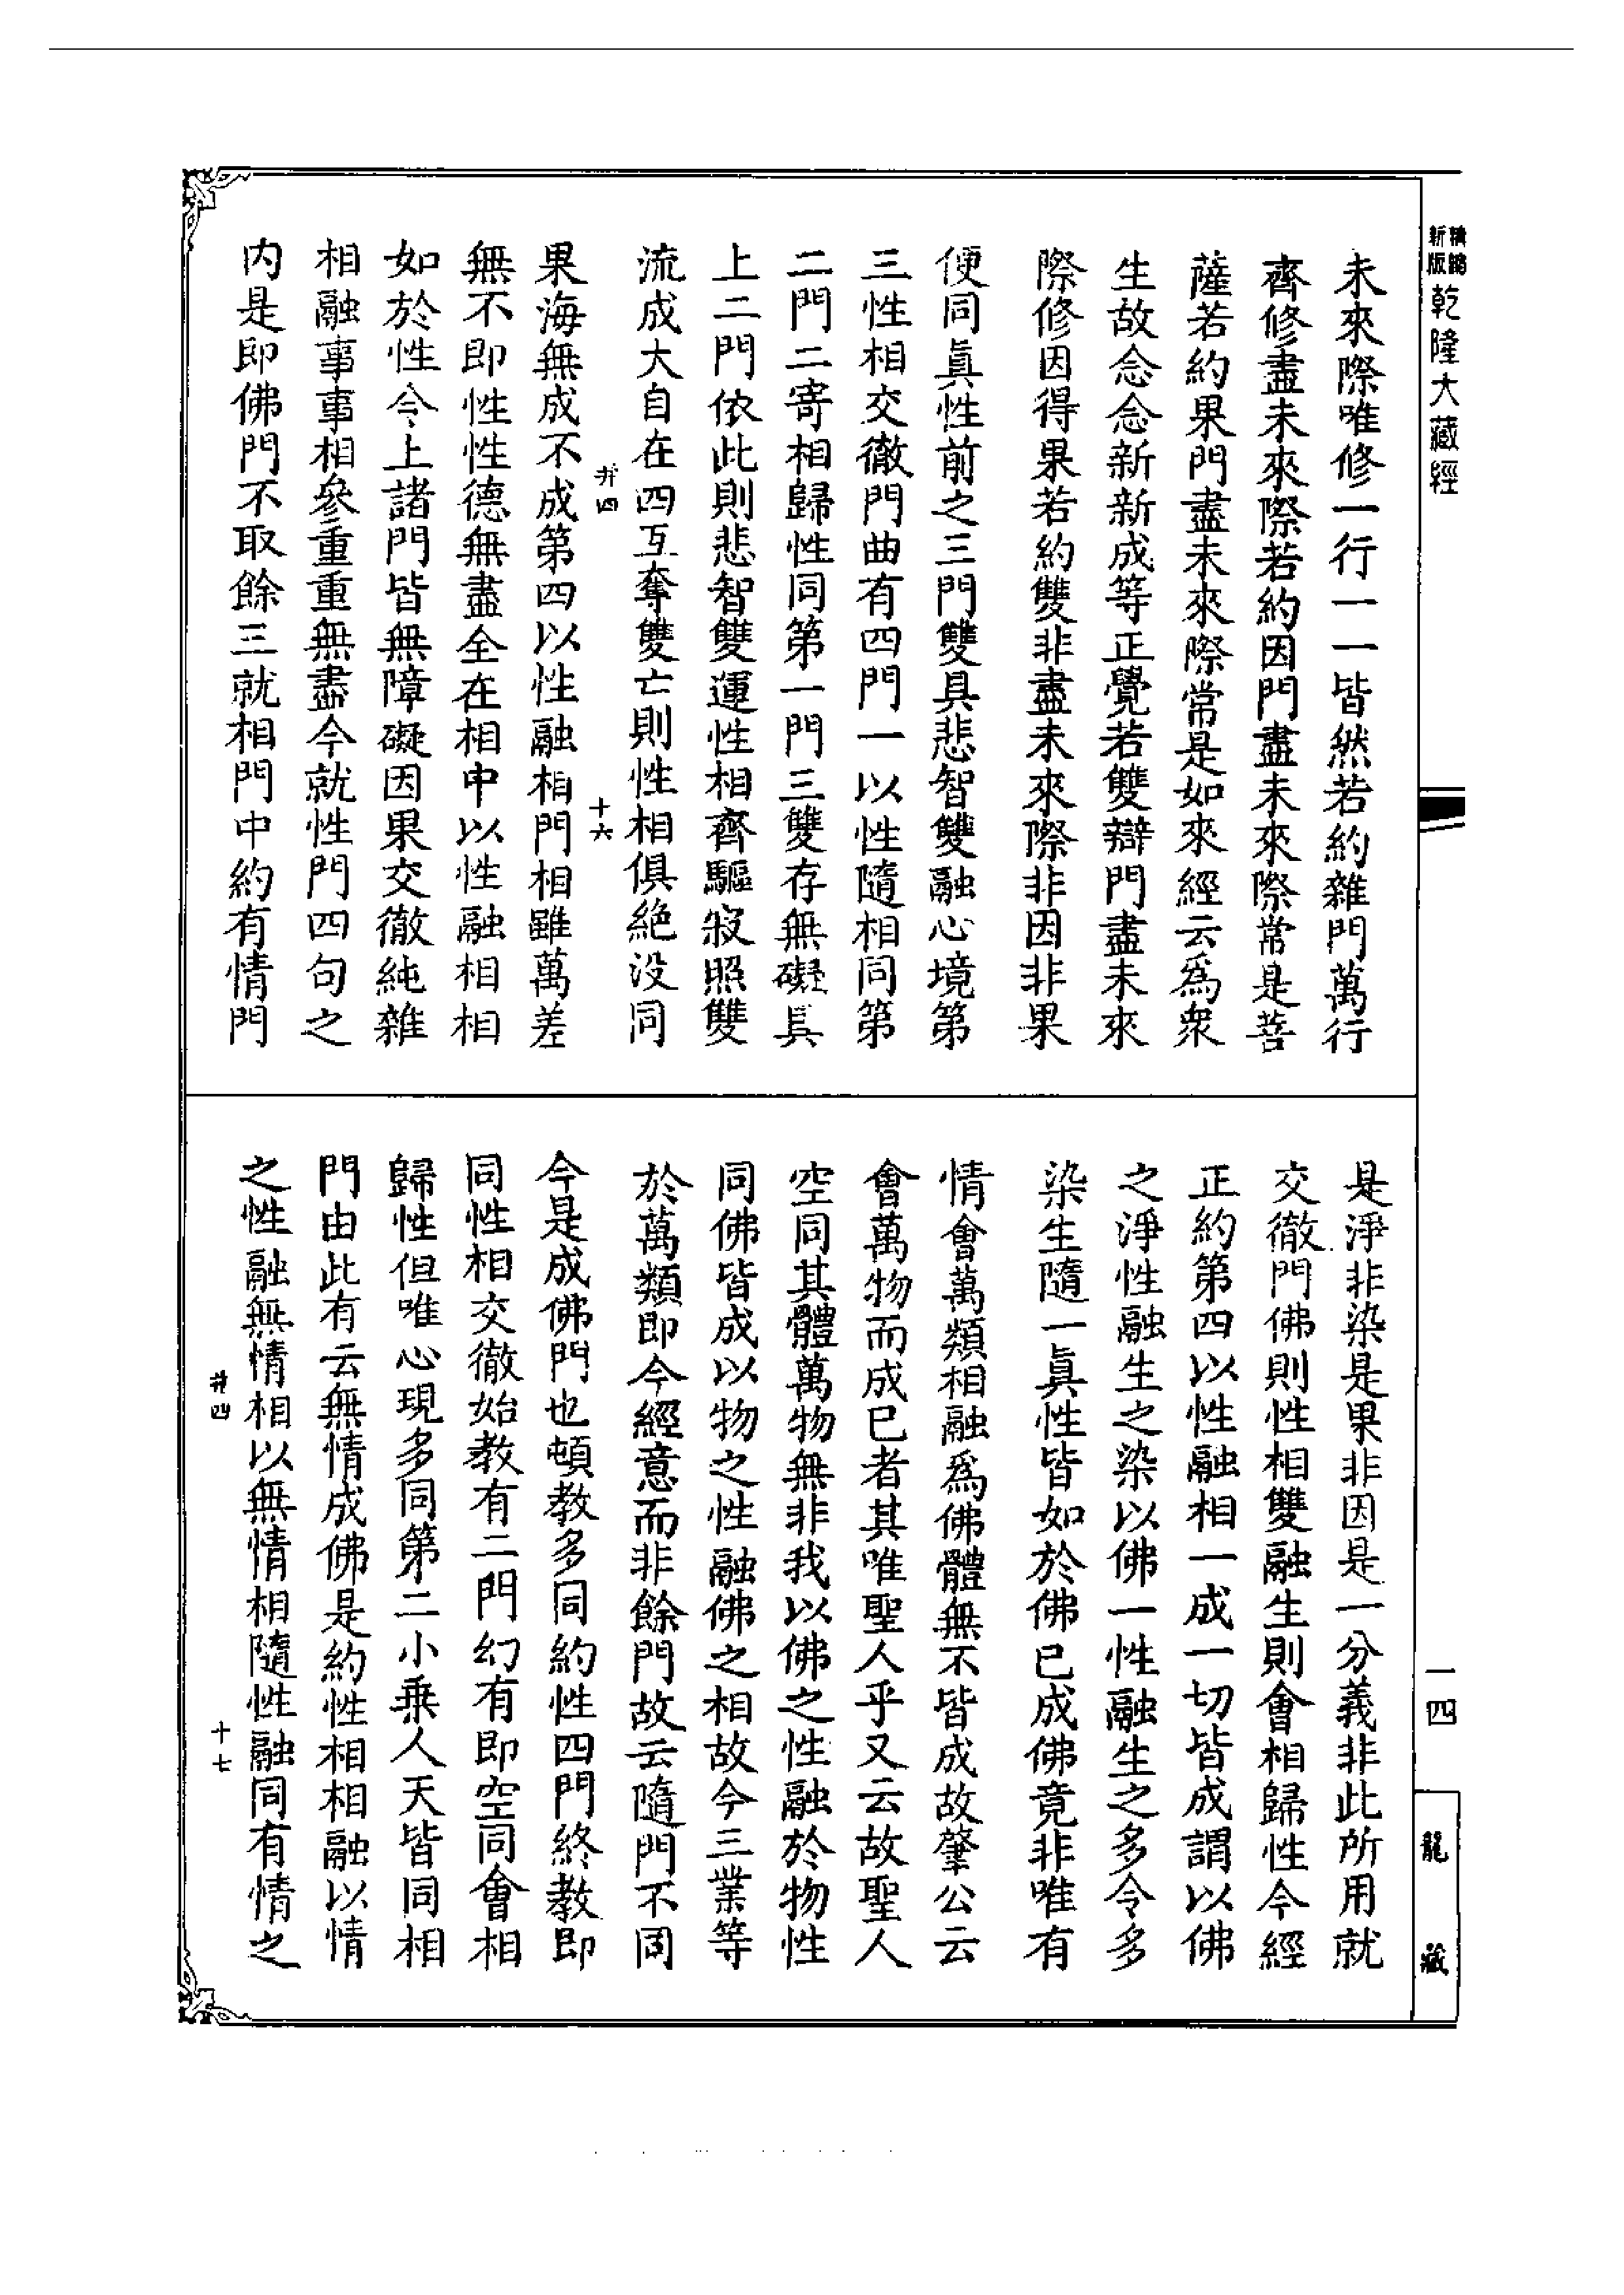 新版
乾隆大藏經
未來際唯修一行一一皆然若約雜門萬行
齊修盡未來際若約因門盡未來際常是菩
薩若約果門盡未來際常是如來經云為衆
生故念念新新成等正覺若雙辯門盡未來
際修因得果若約雙非盡未來際非因非果
便同眞性前之三門雙具悲智雙融心境第
三性相交徹門曲有四門一以性隨相同第
二門二寄相歸性同第一門三雙存無礙具
上二門依此則悲智雙運性相齊驅寂照雙
流成大自在四互奪雙亡則性相俱絶没同
井四
十六
果海無成不成第四以性融相門相雖萬差
無不即性性德無盡全在相中以性融相相
如於性令上諸門皆無障礙因果交徹純雜
相融事事相參重重無盡今就性門四句之
内是即佛門不取餘三就相門中約有情門
是淨非染是果非因是一分義非此所用就
交徹門佛則性相雙融生則會相歸性今經
正約第四以性融相一成一切皆成謂以佛
之淨性融生之染以佛一性融生之多令多
染生隨一眞性皆如於佛已成佛竟非唯有
情會萬類相融爲佛體無不皆成故肇公云
會萬物而成已者其唯聖人乎又云故聖人
空同其體萬物無非我以佛之性融於物性
同佛皆成以物之性融佛之相故今三業等
於萬類即今經意而非餘門故云隨門不同
今是成佛門也頓教多同約性四門終教即
同性相交徹始教有二門幻有即空同會相
歸性但唯心現多同第二小乗人天皆同相
門由此有云無情成佛是約性相相融以情
之性融無情相以無情相隨性融同有情之
井四
十七
一四
龍藏